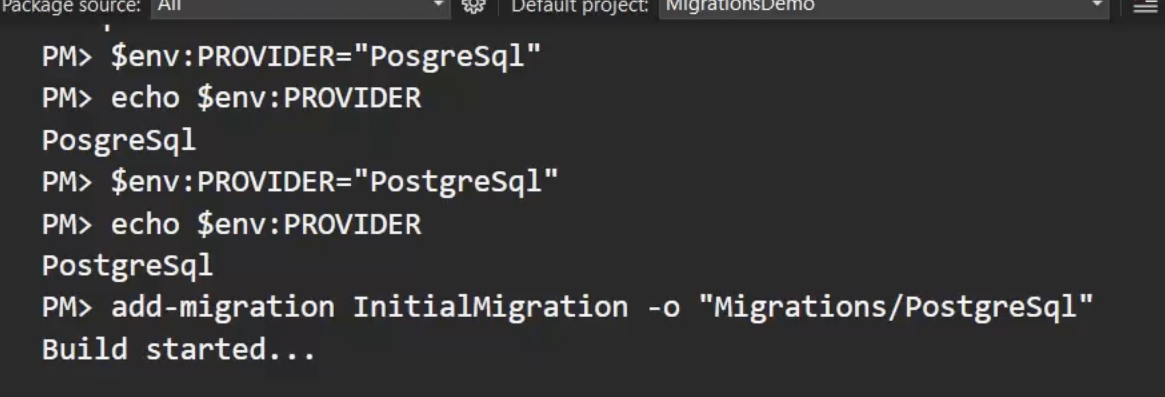 Package source: All Default project: MigrationsDemo
PM> $env:PROVIDER="PosgreSql"
PM> echo $env:PROVIDER
PosgreSql
PM> $env:PROVIDER="PostgreSql"
PM> echo $env:PROVIDER
PostgreSql
PM> add-migration InitialMigration -o "Migrations/PostgreSql"
Build started...